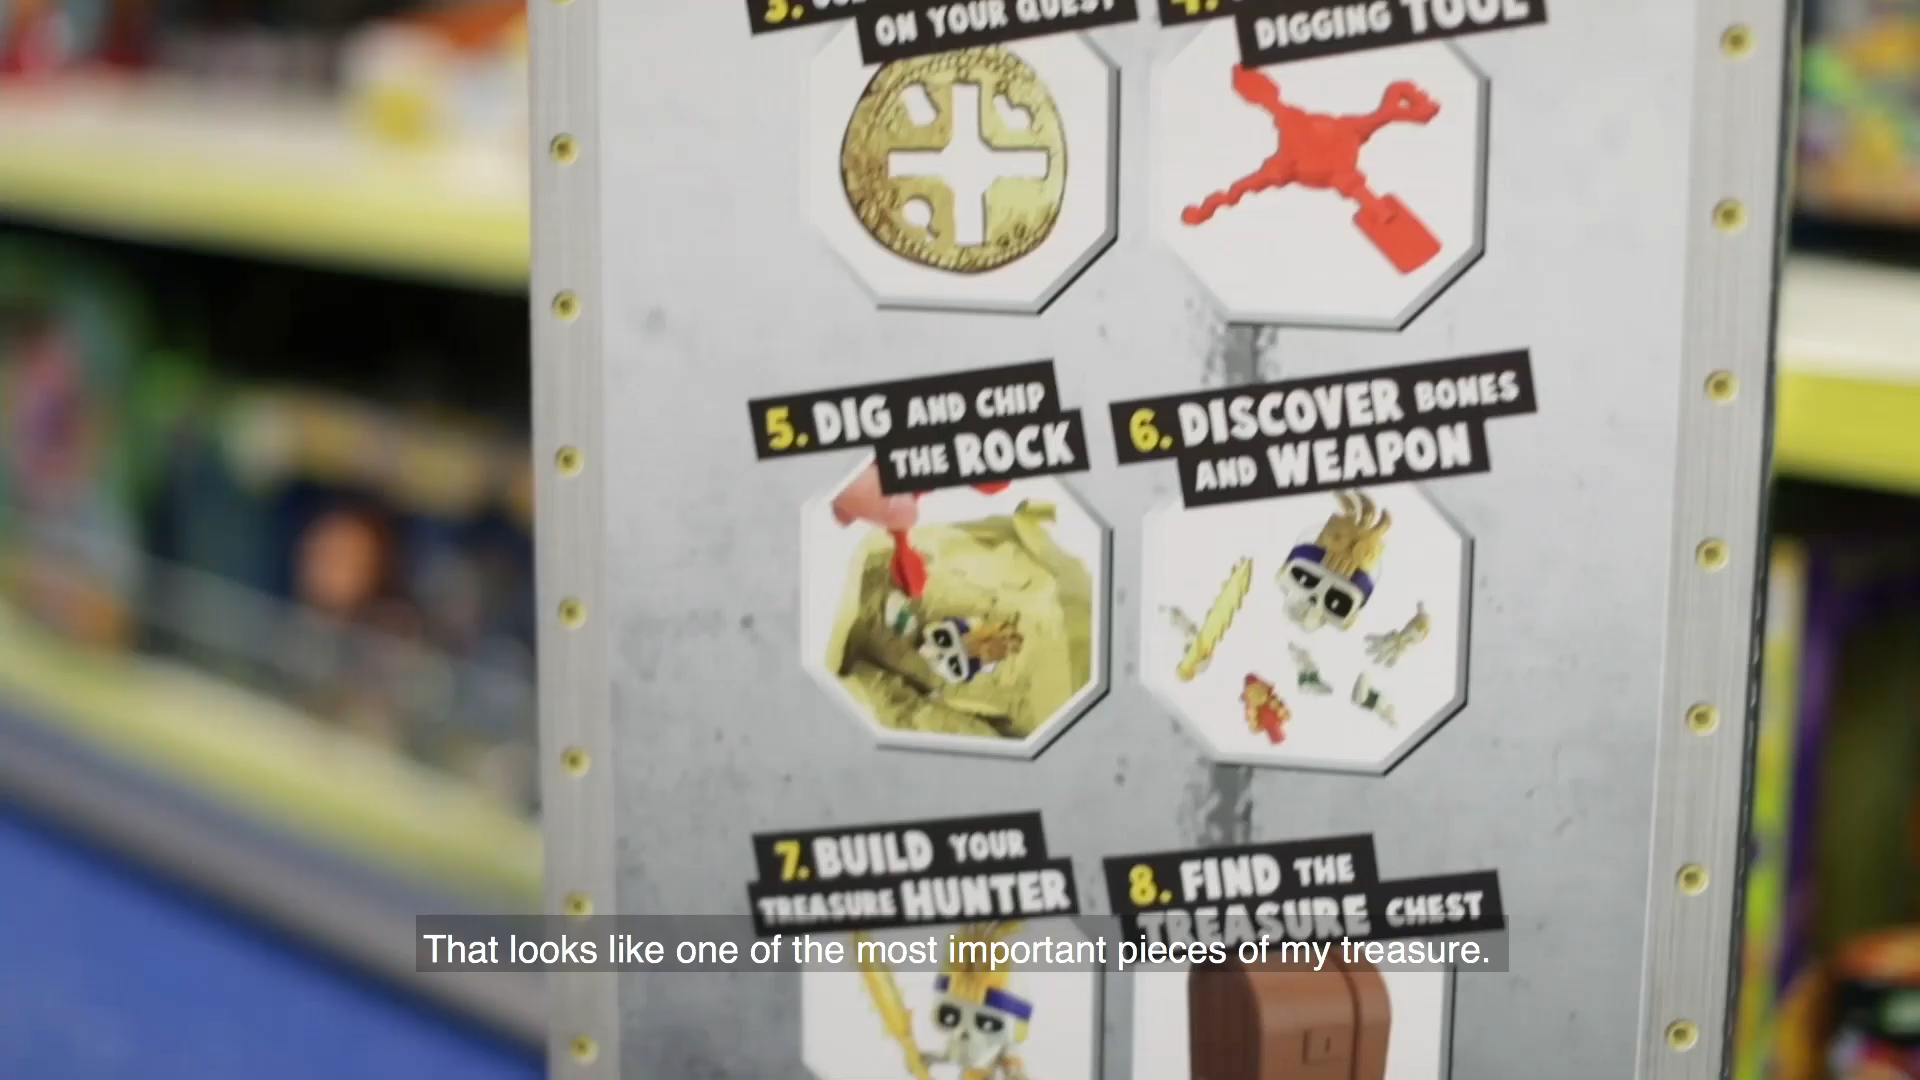 3.
ON YOUR QUEST
4.
DIGGING TOOL
5. DIG AND CHIP
THE ROCK
6. DISCOVER BONES
AND WEAPON
7. BUILD YOUR
TREASURE HUNTER
8. FIND THE
TREASURE CHEST
That looks like one of the most important pieces of my treasure.